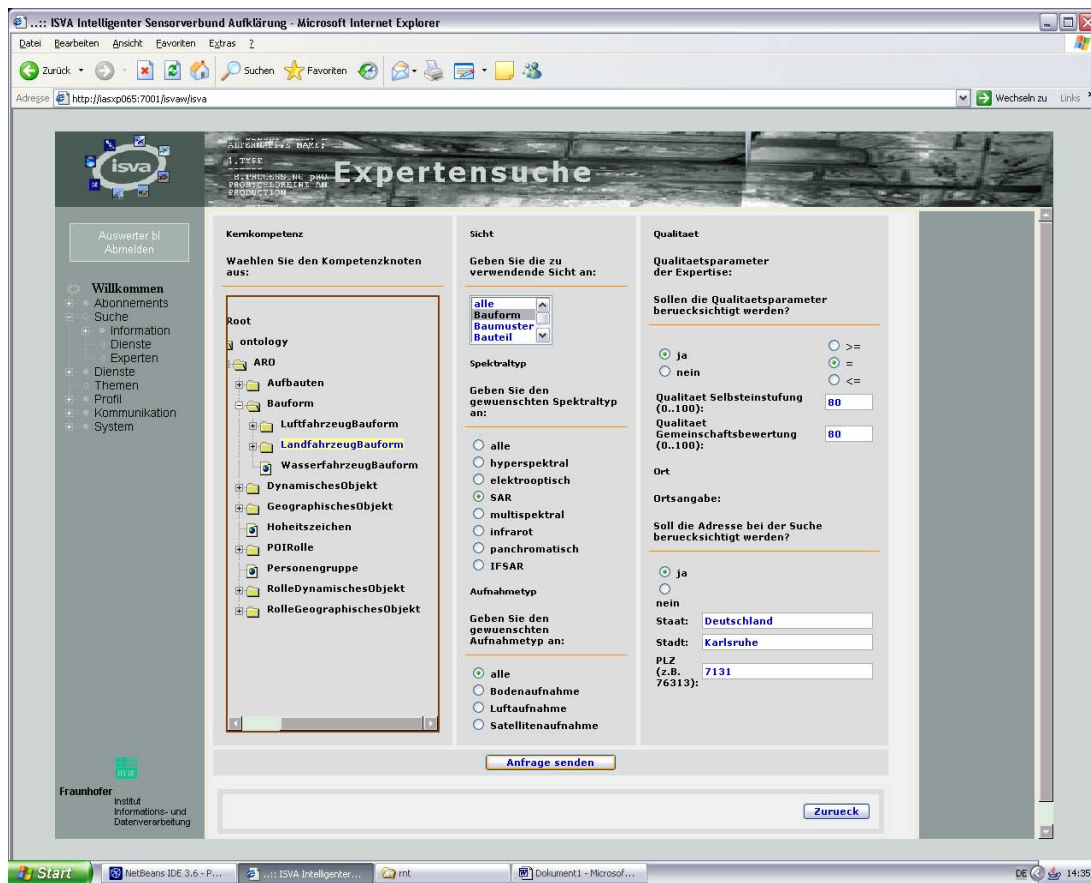 ..:: ISVA Intelligenter Sensorverbund Aufklärung - Microsoft Internet Explorer
Datei Bearbeiten Ansicht Favoriten Extras ?
Zurück Suchen Favoriten
Adresse http://iasxp065:7001/isvaw/isva Wechseln zu Links
isva
ALTERNATIVE NAME:
1.TYPE
PRODUCTION
Expertensuche
Auswerter bl
Abmelden
Willkommen
Abonnements
Suche
Information
Dienste
Experten
Dienste
Themen
Profil
Kommunikation
System
Fraunhofer
Institut
Informations- und
Datenverarbeitung
Kernkompetenz
Waehlen Sie den Kompetenzknoten
aus:
Root
ontology
ARO
Aufbauten
Bauform
LuftfahrzeugBauform
LandfahrzeugBauform
WasserfahrzeugBauform
DynamischesObjekt
GeographischesObjekt
Hoheitszeichen
POIRolle
Personengruppe
RolleDynamischesObjekt
RolleGeographischesObjekt
Sicht
Geben Sie die zu
verwendende Sicht an:
alle
Bauform
Baumuster
Bauteil
Spektraltyp
Geben Sie den
gewuenschten Spektraltyp
an:
alle
hyperspektral
elektrooptisch
SAR
multispektral
infrarot
panchromatisch
IFSAR
Aufnahmetyp
Geben Sie den
gewuenschten
Aufnahmetyp an:
alle
Bodenaufnahme
Luftaufnahme
Satellitenaufnahme
Qualitaet
Qualitaetsparameter
der Expertise:
Sollen die Qualitaetsparameter
beruecksichtigt werden?
ja
nein
>=
=
<=
Qualitaet Selbsteinstufung
(0..100): 80
Qualitaet
Gemeinschaftsbewertung
(0..100): 80
Ort
Ortsangabe:
Soll die Adresse bei der Suche
beruecksichtigt werden?
ja
nein
Staat: Deutschland
Stadt: Karlsruhe
PLZ
(z.B. 7131
76313):
Anfrage senden
Zurueck
Start NetBeans IDE 3.6 - P... ..:: ISVA Intelligenter... rnt Dokument1 - Microsof... DE 14:36